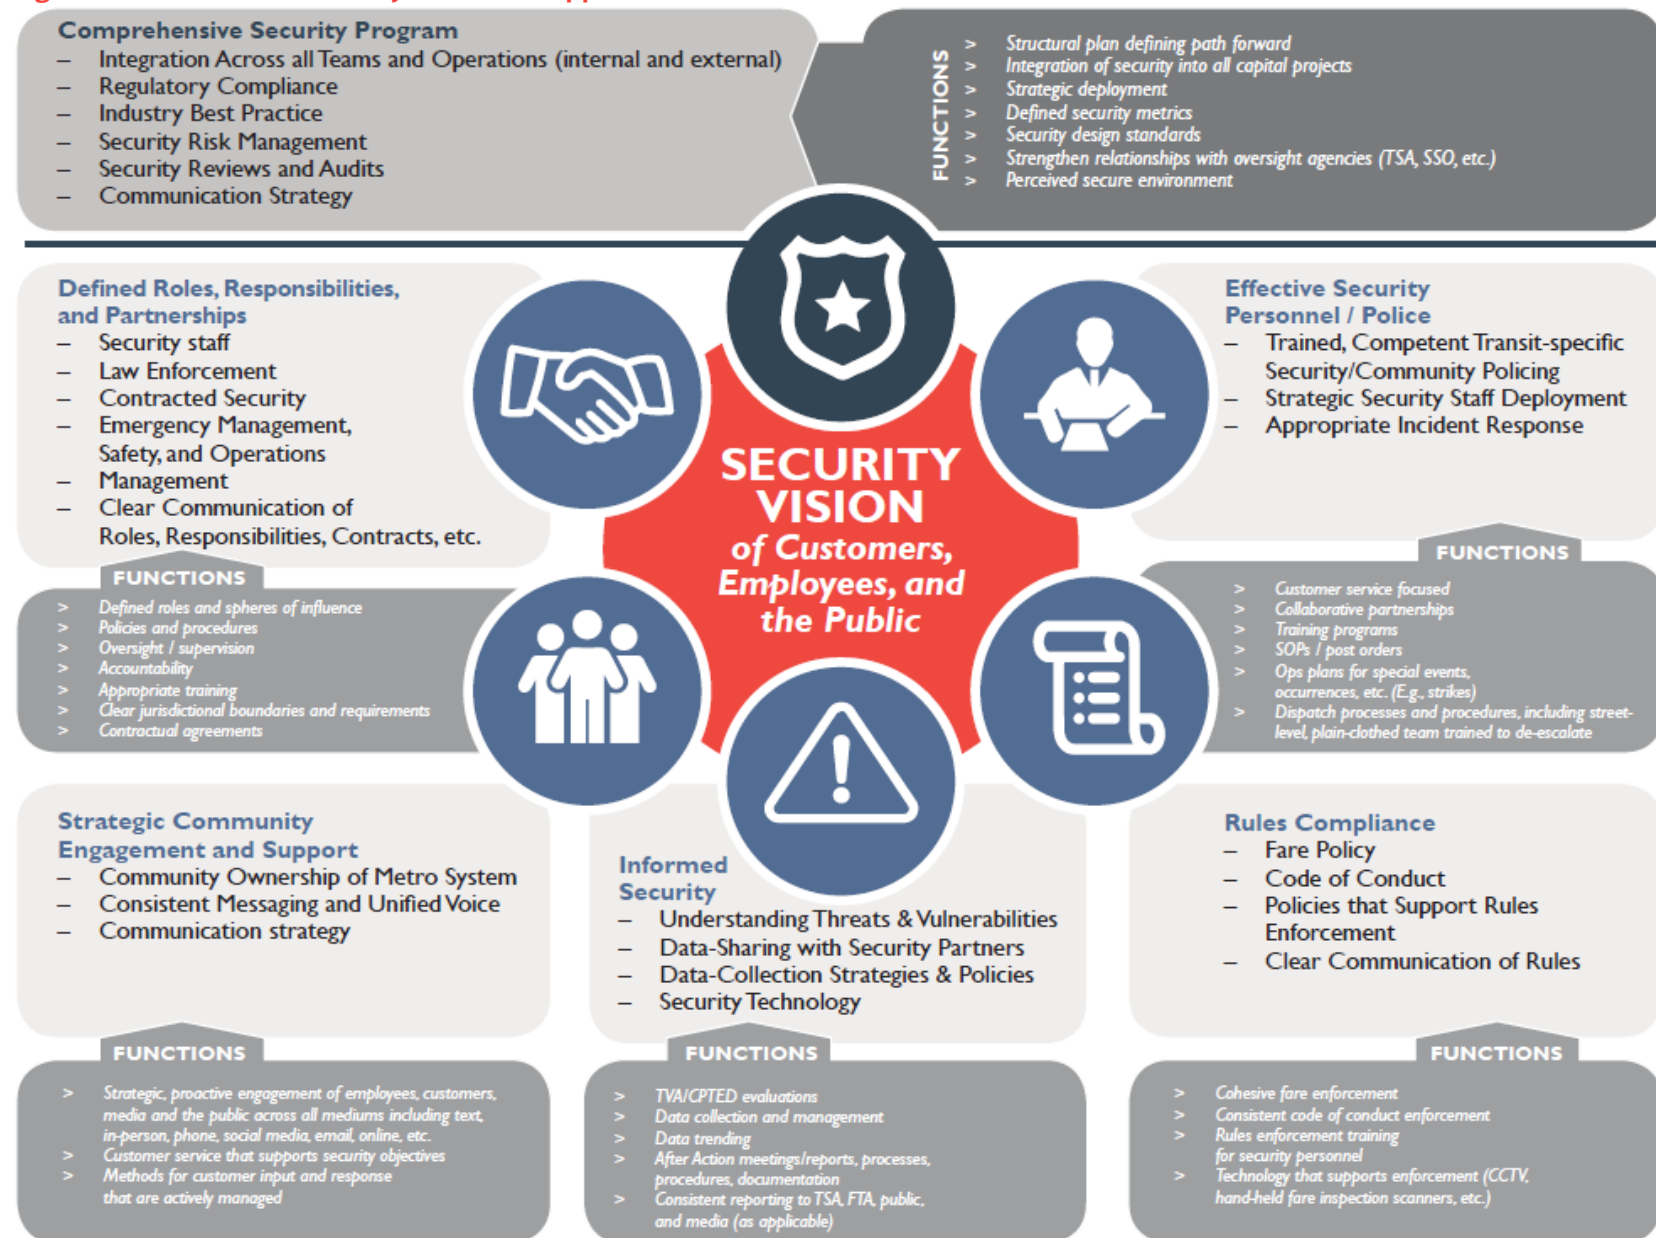 Comprehensive Security Program
– Integration Across all Teams and Operations (internal and external)
– Regulatory Compliance
– Industry Best Practice
– Security Risk Management
– Security Reviews and Audits
– Communication Strategy
FUNCTIONS
> Structural plan defining path forward
> Integration of security into all capital projects
> Strategic deployment
> Defined security metrics
> Security design standards
> Strengthen relationships with oversight agencies (TSA, SSO, etc.)
> Perceived secure environment
Defined Roles, Responsibilities,
and Partnerships
– Security staff
– Law Enforcement
– Contracted Security
– Emergency Management,
Safety, and Operations
Management
– Clear Communication of
Roles, Responsibilities, Contracts, etc.
FUNCTIONS
> Defined roles and spheres of influence
> Policies and procedures
> Oversight / supervision
> Accountability
> Appropriate training
> Clear jurisdictional boundaries and requirements
> Contractual agreements
SECURITY
VISION
of Customers,
Employees, and
the Public
Effective Security
Personnel / Police
– Trained, Competent Transit-specific
Security/Community Policing
– Strategic Security Staff Deployment
– Appropriate Incident Response
FUNCTIONS
> Customer service focused
> Collaborative partnerships
> Training programs
> SOPs / post orders
> Ops plans for special events,
occurrences, etc. (E.g., strikes)
> Dispatch processes and procedures, including street-
level, plain-clothed team trained to de-escalate
Strategic Community
Engagement and Support
– Community Ownership of Metro System
– Consistent Messaging and Unified Voice
– Communication strategy
FUNCTIONS
> Strategic, proactive engagement of employees, customers,
media and the public across all mediums including text,
in-person, phone, social media, email, online, etc.
> Customer service that supports security objectives
> Methods for customer input and response
that are actively managed
Informed
Security
– Understanding Threats & Vulnerabilities
– Data-Sharing with Security Partners
– Data-Collection Strategies & Policies
– Security Technology
FUNCTIONS
> TVA/CPTED evaluations
> Data collection and management
> Data trending
> After Action meetings/reports, processes,
procedures, documentation
> Consistent reporting to TSA, FTA, public,
and media (as applicable)
Rules Compliance
– Fare Policy
– Code of Conduct
– Policies that Support Rules
Enforcement
– Clear Communication of Rules
FUNCTIONS
> Cohesive fare enforcement
> Consistent code of conduct enforcement
> Rules enforcement training
for security personnel
> Technology that supports enforcement (CCTV,
hand-held fare inspection scanners, etc.)